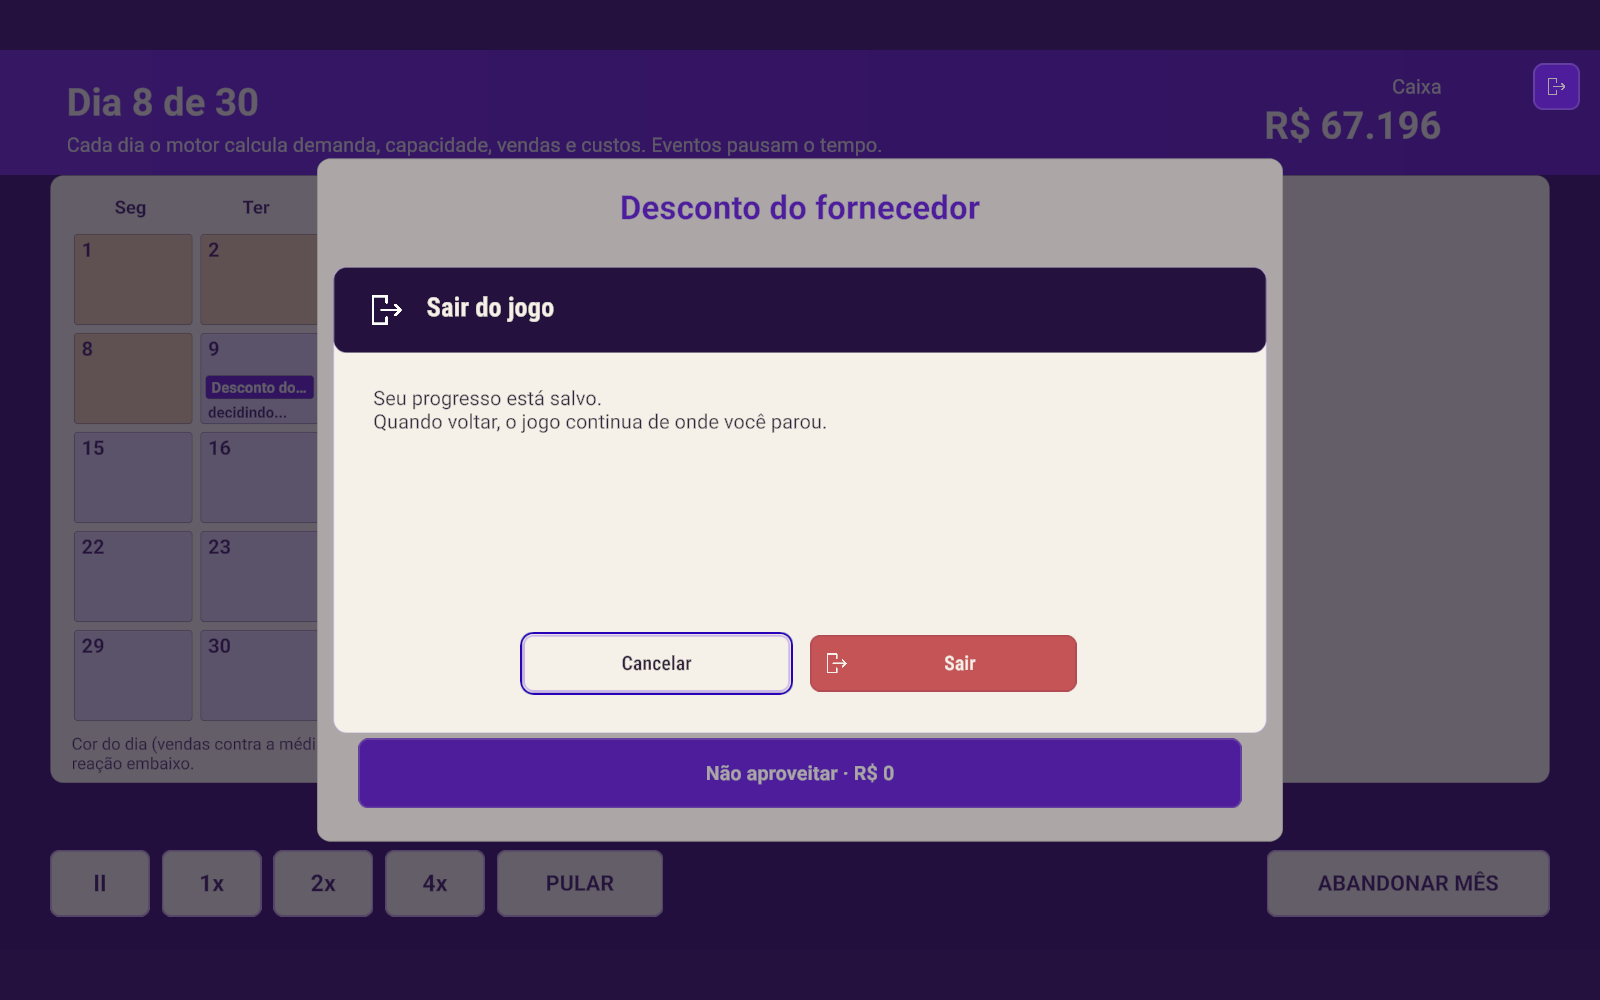 Dia 8 de 30
Cada dia o motor calcula demanda, capacidade, vendas e custos. Eventos pausam o tempo.
Caixa
R$ 67.196
Desconto do fornecedor
Seg
Ter
1
2
8
9
Desconto do...
decidindo...
15
16
22
23
29
30
Cor do dia (vendas contra a médi
reação embaixo.
Sair do jogo
Seu progresso está salvo.
Quando voltar, o jogo continua de onde você parou.
Cancelar
Sair
Não aproveitar · R$ 0
II
1x
2x
4x
PULAR
ABANDONAR MÊS